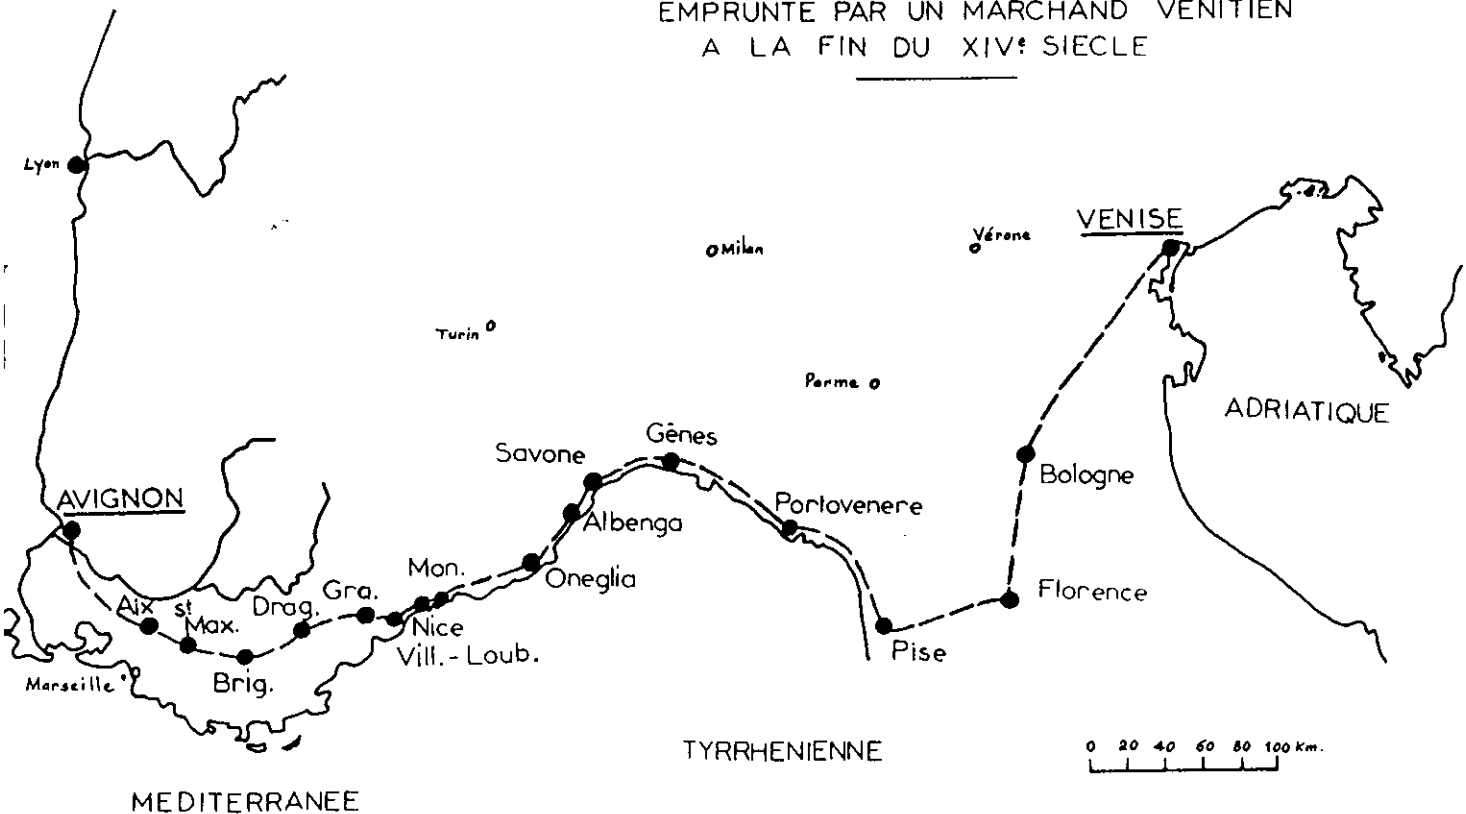 EMPRUNTE PAR UN MARCHAND VENITIEN
A LA FIN DU XIVe SIECLE
Lyon
Milan
Vérone
VENISE
Turin
Parme
ADRIATIQUE
Gênes
Savone
Bologne
AVIGNON
Portovenere
Albenga
Mon.
Oneglia
Gra.
Drag.
Florence
Aix
st
Max.
Nice
Vill.-Loub.
Pise
Brig.
Marseille
TYRRHENIENNE
0 20 40 60 80 100 Km.
MEDITERRANEE